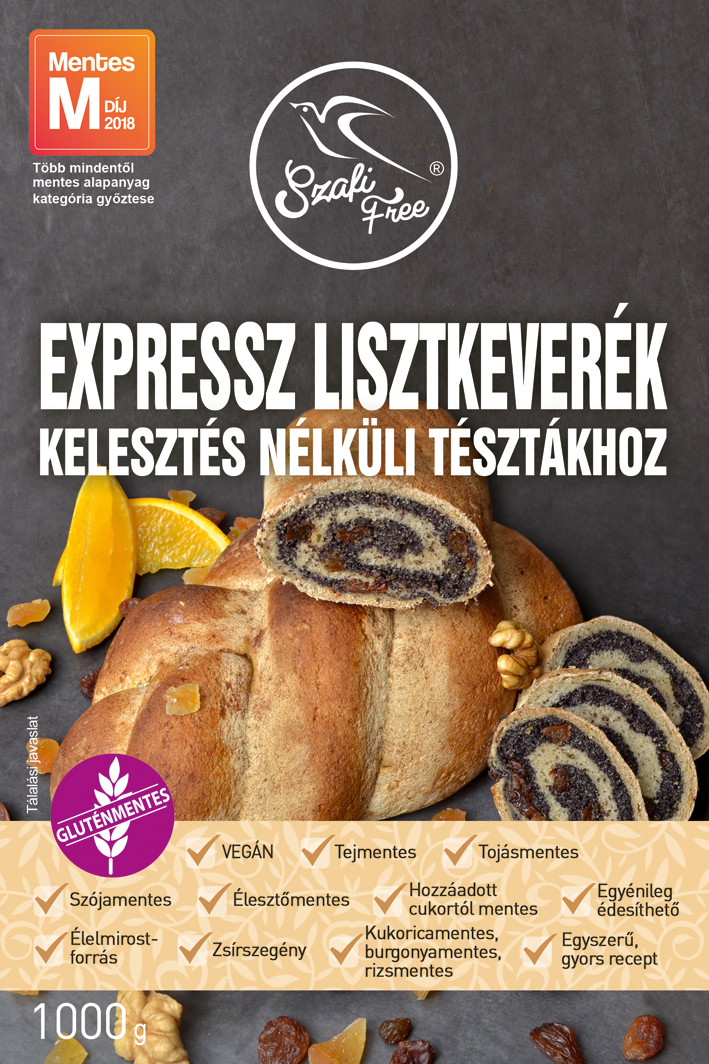 Mentes
M DÍJ
2018
Több mindentől
mentes alapanyag
kategória győztese
Szafi
Free ®
EXPRESSZ LISZTKEVERÉK
KELESZTÉS NÉLKÜLI TÉSZTÁKHOZ
Tálalási javaslat
GLUTÉNMENTES
VEGÁN
Tejmentes
Tojásmentes
Szójamentes
Élesztőmentes
Hozzáadott
cukortól mentes
Egyénileg
édesíthető
Élelmirost-
forrás
Zsírszegény
Kukoricamentes,
burgonyamentes,
rizsmentes
Egyszerű,
gyors recept
1000 g